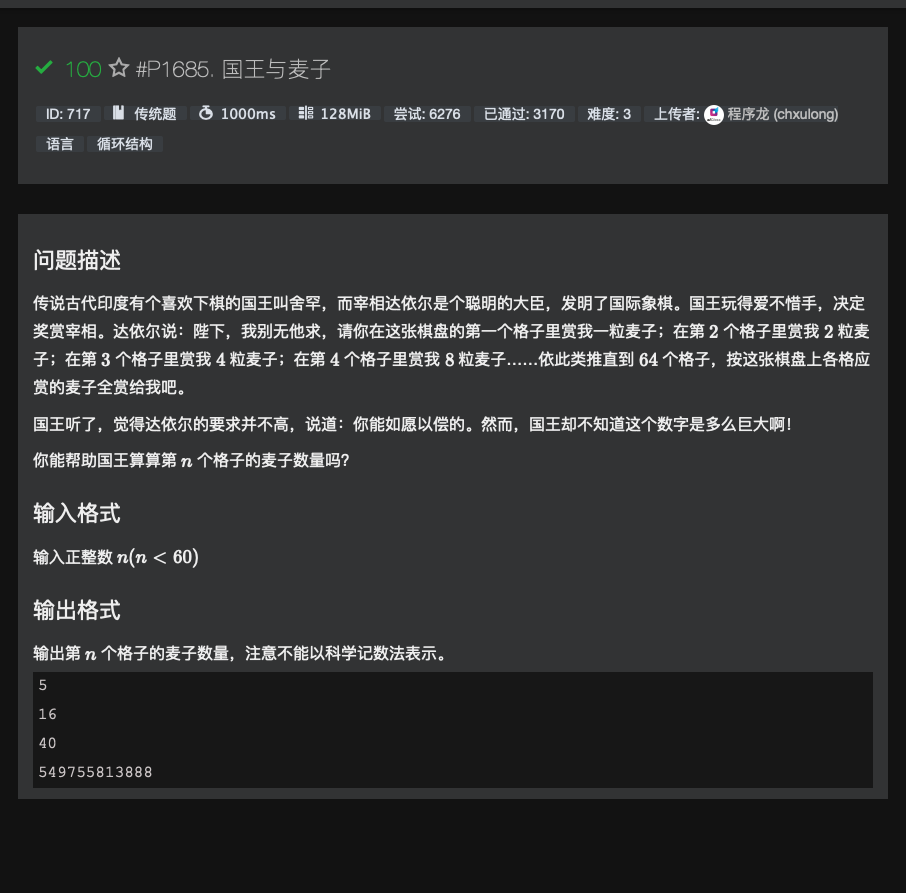 100 #P1685. 国王与麦子
ID: 717 传统题 1000ms 128MiB 尝试: 6276 已通过: 3170 难度: 3 上传者: 程序龙 (chxulong)
语言 循环结构
问题描述
传说古代印度有个喜欢下棋的国王叫舍罕，而宰相达依尔是个聪明的大臣，发明了国际象棋。国王玩得爱不惜手，决定
奖赏宰相。达依尔说：陛下，我别无他求，请你在这张棋盘的第一个格子里赏我一粒麦子；在第 2 个格子里赏我 2 粒麦
子；在第 3 个格子里赏我 4 粒麦子；在第 4 个格子里赏我 8 粒麦子……依此类推直到 64 个格子，按这张棋盘上各格应
赏的麦子全赏给我吧。
国王听了，觉得达依尔的要求并不高，说道：你能如愿以偿的。然而，国王却不知道这个数字是多么巨大啊！
你能帮助国王算算第 n 个格子的麦子数量吗？
输入格式
输入正整数 n(n < 60)
输出格式
输出第 n 个格子的麦子数量，注意不能以科学记数法表示。
5
16
40
549755813888